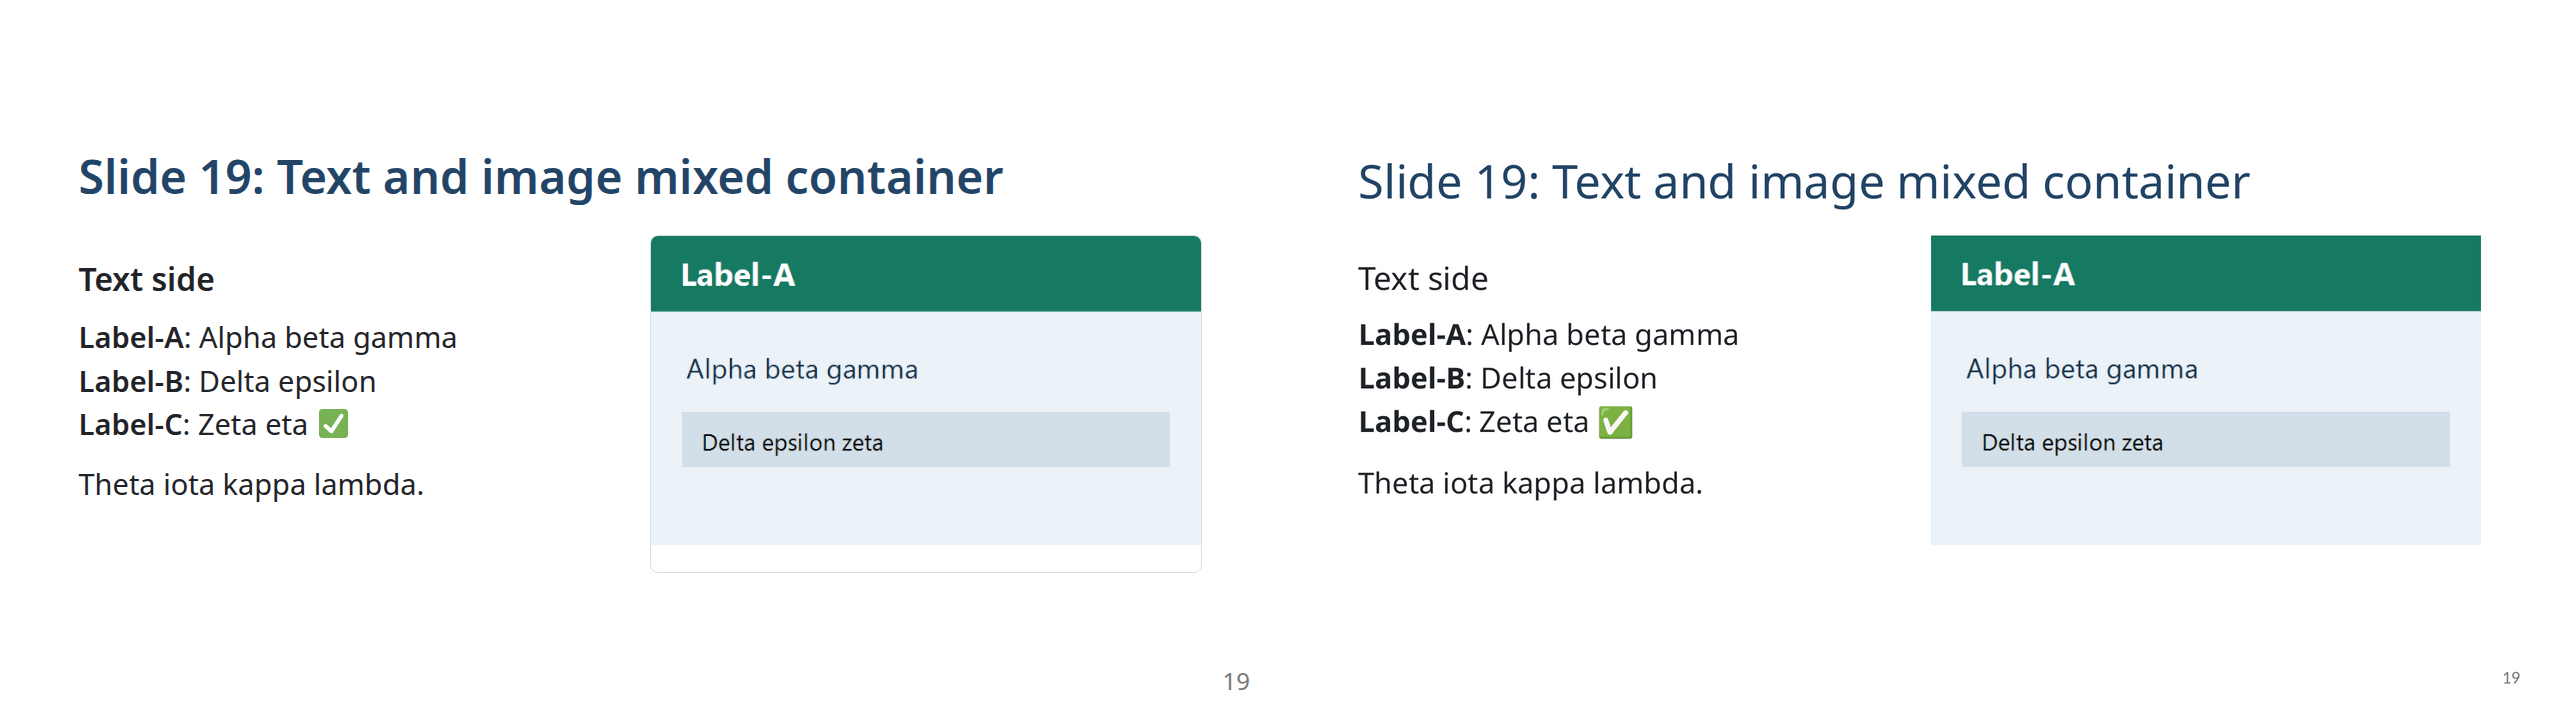 Slide 19: Text and image mixed container
Text side
Label-A: Alpha beta gamma
Label-B: Delta epsilon
Label-C: Zeta eta ✅
Theta iota kappa lambda.
Label-A
Alpha beta gamma
Delta epsilon zeta
19
Slide 19: Text and image mixed container
Text side
Label-A: Alpha beta gamma
Label-B: Delta epsilon
Label-C: Zeta eta ✅
Theta iota kappa lambda.
Label-A
Alpha beta gamma
Delta epsilon zeta
19